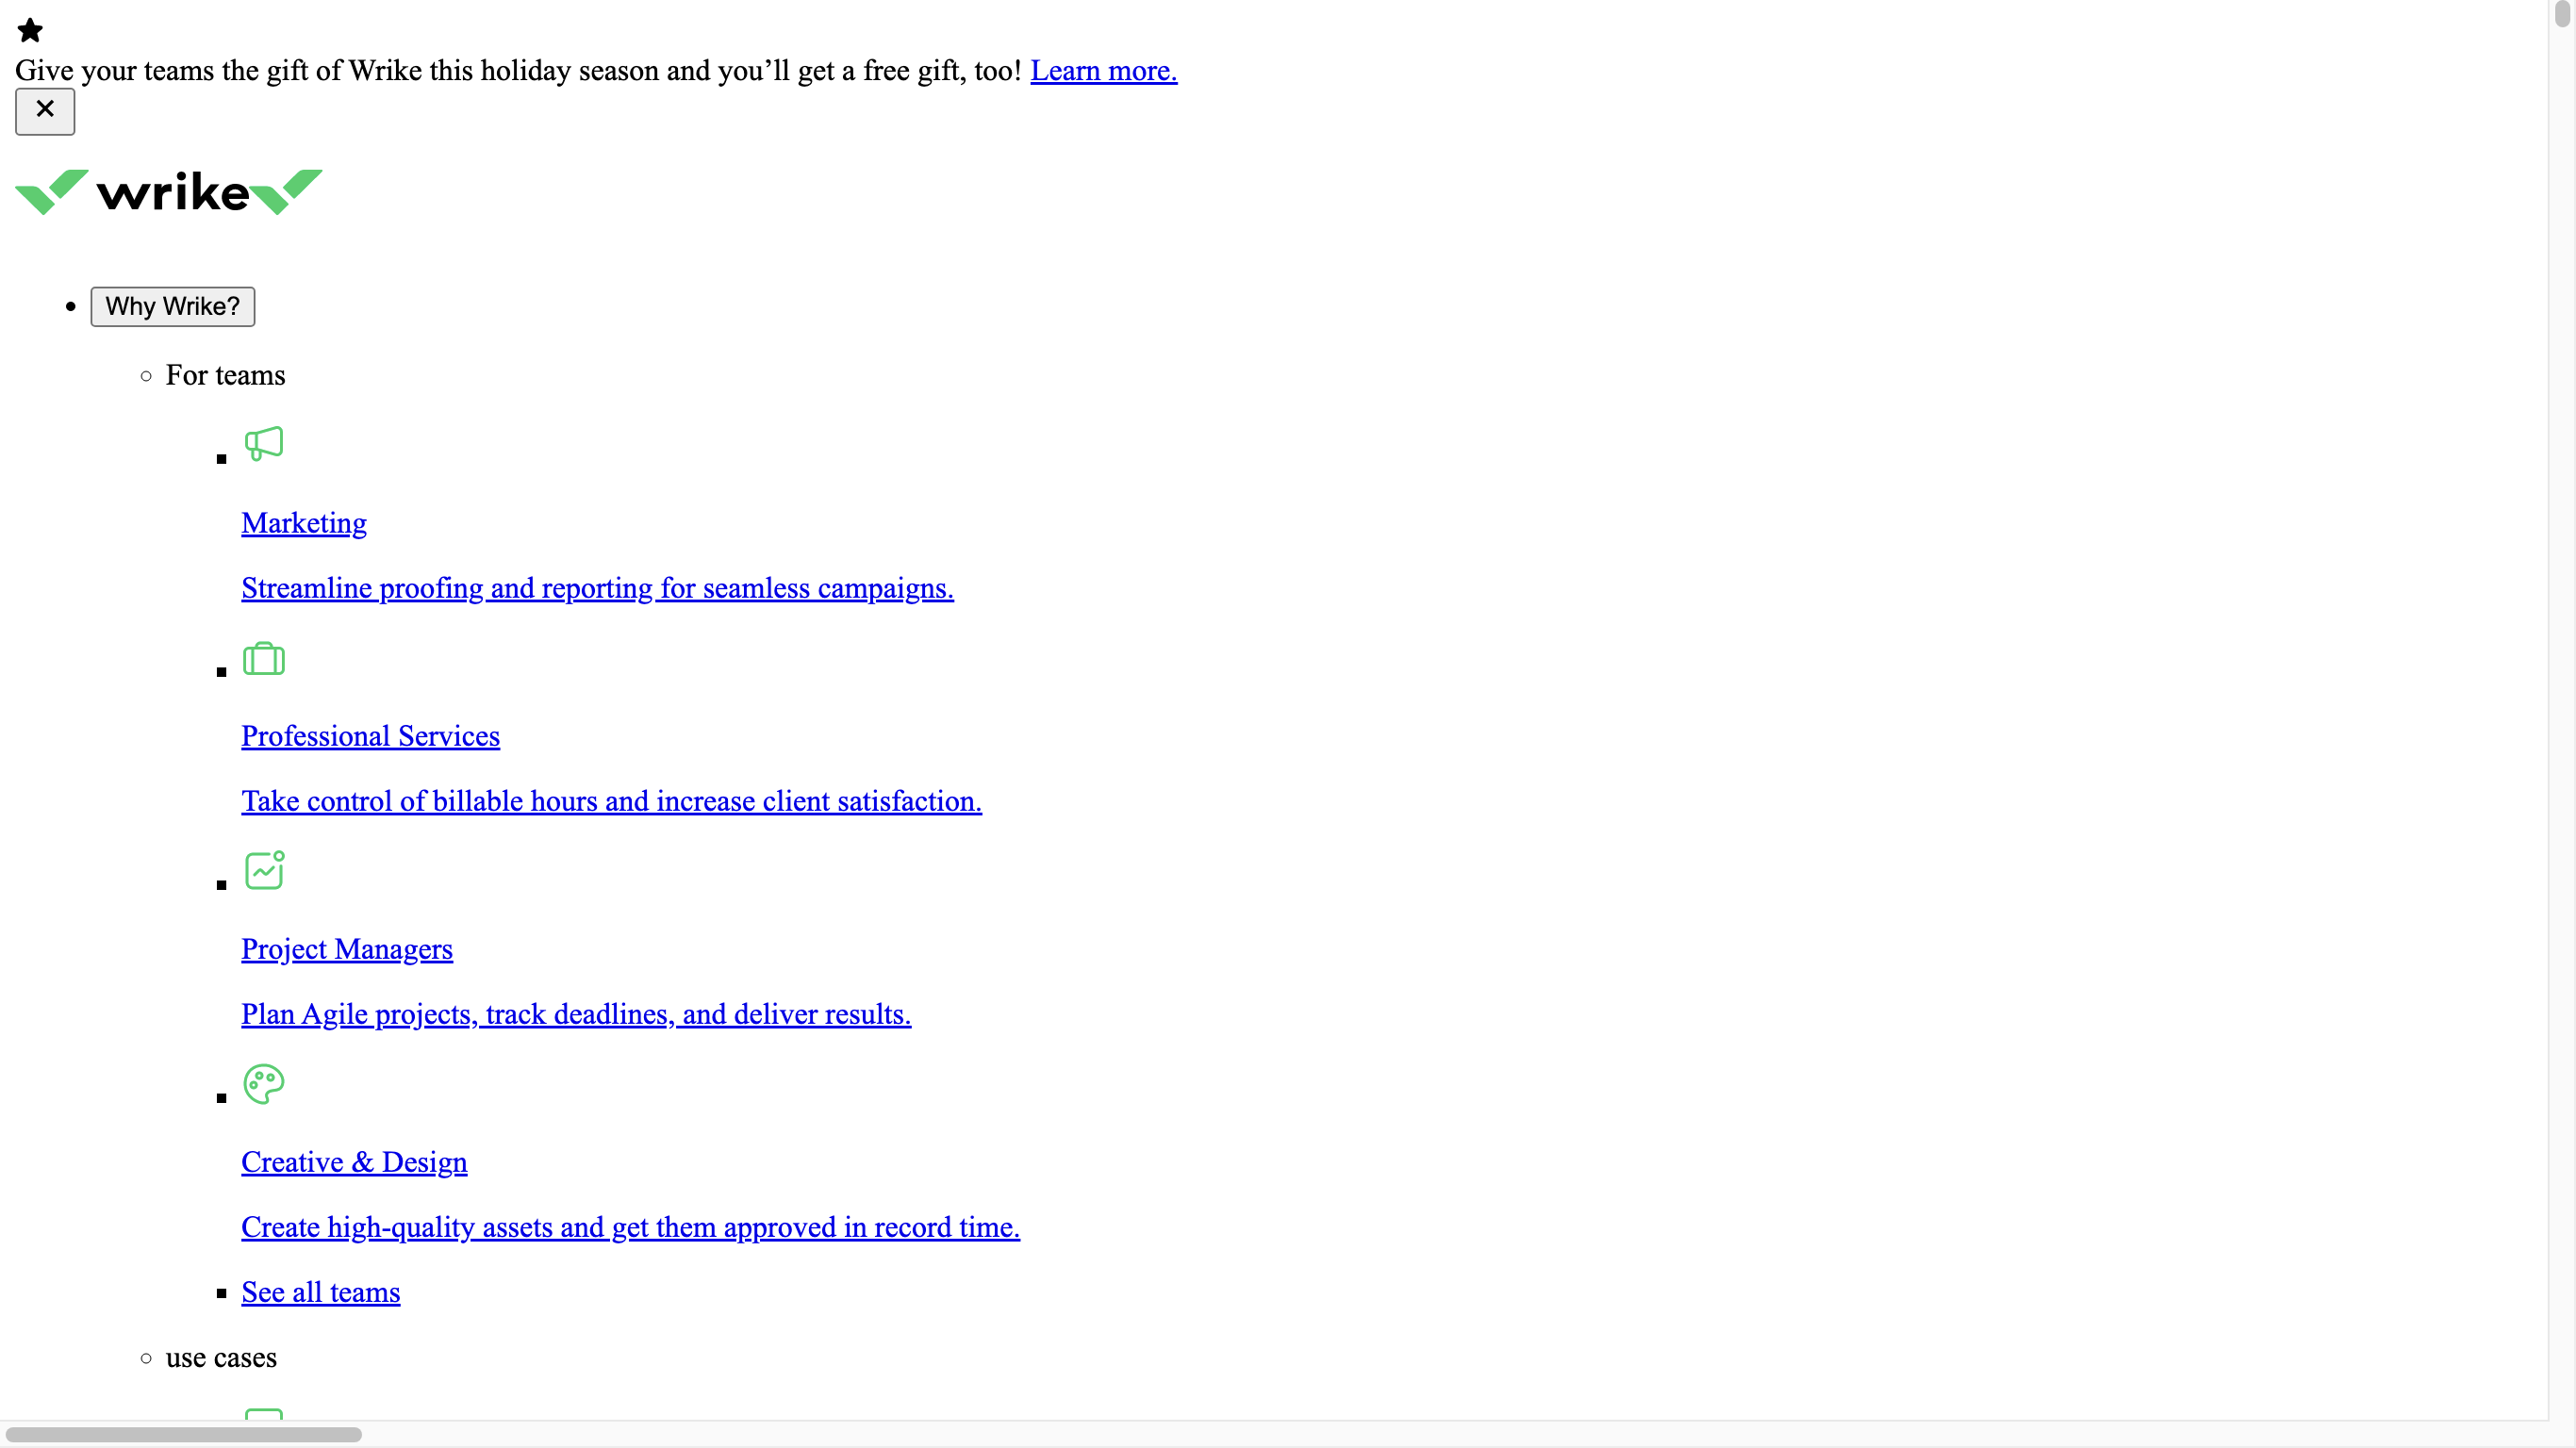 Give your teams the gift of Wrike this holiday season and you’ll get a free gift, too! Learn more.
wrike
Why Wrike?
For teams
Marketing
Streamline proofing and reporting for seamless campaigns.
Professional Services
Take control of billable hours and increase client satisfaction.
Project Managers
Plan Agile projects, track deadlines, and deliver results.
Creative & Design
Create high-quality assets and get them approved in record time.
See all teams
use cases